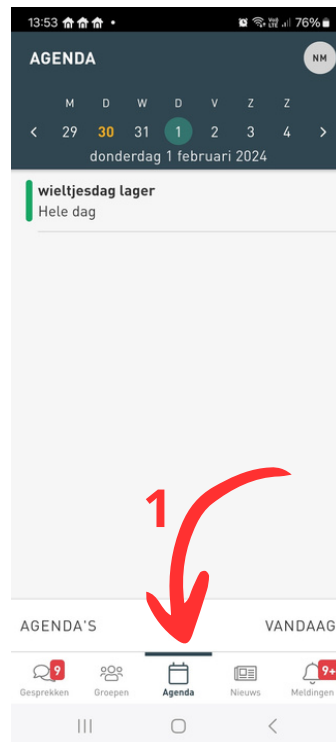 13:53 76%
AGENDA NM
M D W D V Z Z
< 29 30 31 1 2 3 4 >
donderdag 1 februari 2024
wieltjesdag lager
Hele dag
1
AGENDA'S VANDAAG
9 9+
Gesprekken Groepen Agenda Nieuws Meldingen